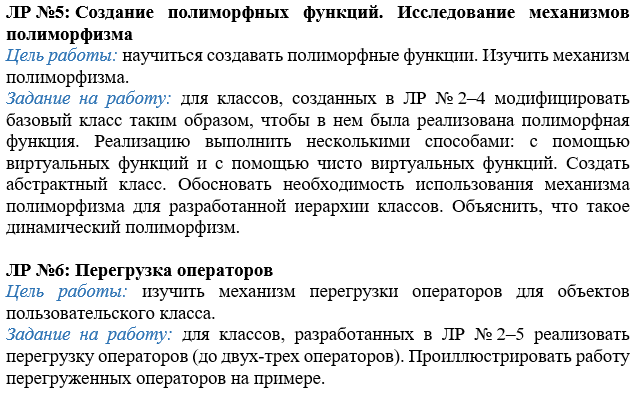 ЛР №5: Создание полиморфных функций. Исследование механизмов
полиморфизма
Цель работы: научиться создавать полиморфные функции. Изучить механизм
полиморфизма.
Задание на работу: для классов, созданных в ЛР № 2–4 модифицировать
базовый класс таким образом, чтобы в нем была реализована полиморфная
функция. Реализацию выполнить несколькими способами: с помощью
виртуальных функций и с помощью чисто виртуальных функций. Создать
абстрактный класс. Обосновать необходимость использования механизма
полиморфизма для разработанной иерархии классов. Объяснить, что такое
динамический полиморфизм.
ЛР №6: Перегрузка операторов
Цель работы: изучить механизм перегрузки операторов для объектов
пользовательского класса.
Задание на работу: для классов, разработанных в ЛР № 2–5 реализовать
перегрузку операторов (до двух-трех операторов). Проиллюстрировать работу
перегруженных операторов на примере.